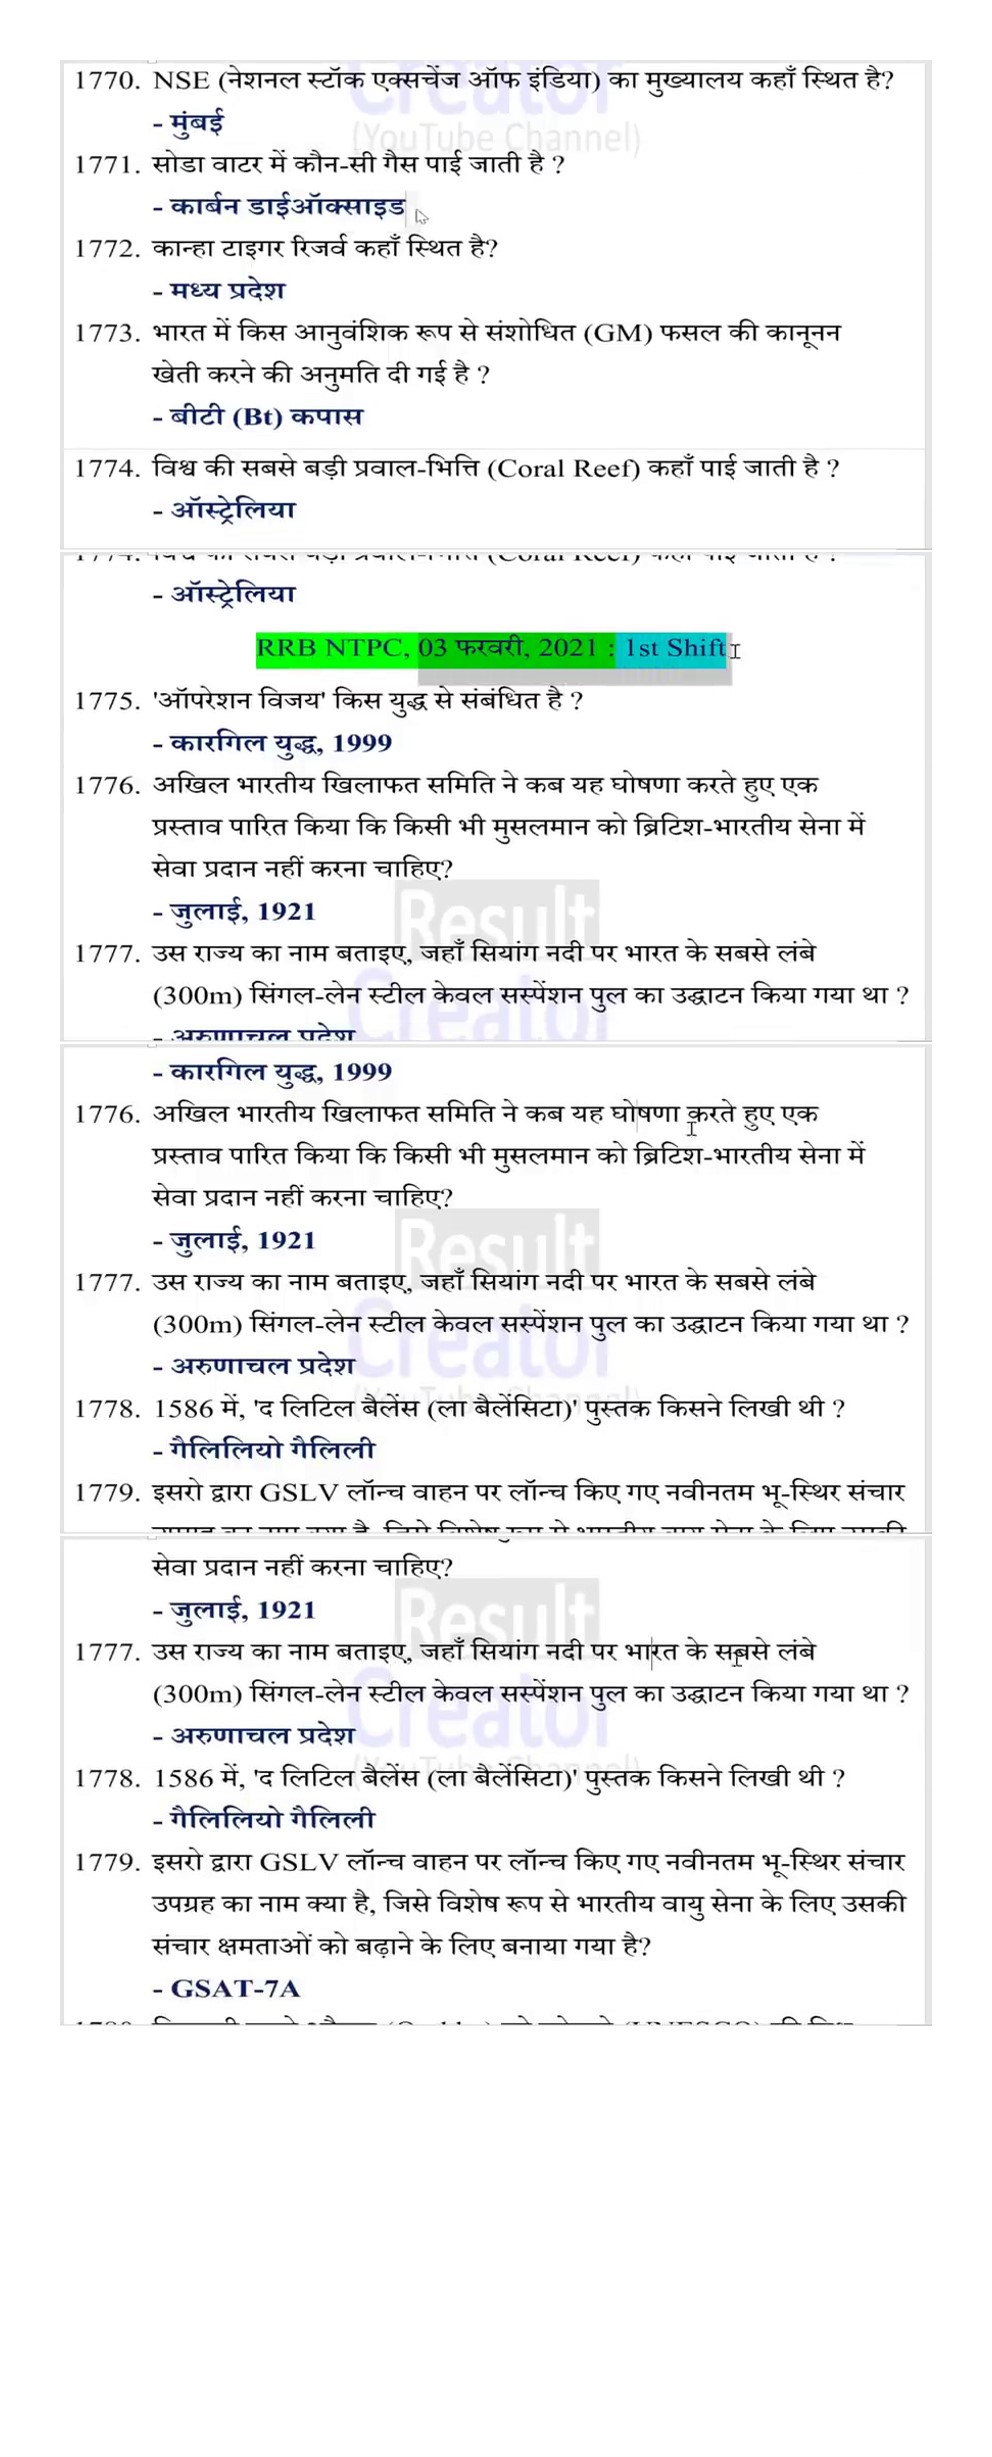 1770. NSE (नेशनल स्टॉक एक्सचेंज ऑफ इंडिया) का मुख्यालय कहाँ स्थित है?
- मुंबई
(YouTube Channel)
1771. सोडा वाटर में कौन-सी गैस पाई जाती है ?
- कार्बन डाईऑक्साइड
1772. कान्हा टाइगर रिजर्व कहाँ स्थित है?
- मध्य प्रदेश
1773. भारत में किस आनुवंशिक रूप से संशोधित (GM) फसल की कानूनन
खेती करने की अनुमति दी गई है ?
- बीटी (Bt) कपास
1774. विश्व की सबसे बड़ी प्रवाल-भित्ति (Coral Reef) कहाँ पाई जाती है ?
- ऑस्ट्रेलिया
- ऑस्ट्रेलिया
RRB NTPC, 03 फरवरी, 2021 : 1st Shift
1775. 'ऑपरेशन विजय' किस युद्ध से संबंधित है ?
- कारगिल युद्ध, 1999
1776. अखिल भारतीय खिलाफत समिति ने कब यह घोषणा करते हुए एक
प्रस्ताव पारित किया कि किसी भी मुसलमान को ब्रिटिश-भारतीय सेना में
सेवा प्रदान नहीं करना चाहिए?
Result
- जुलाई, 1921
1777. उस राज्य का नाम बताइए, जहाँ सियांग नदी पर भारत के सबसे लंबे
(300m) सिंगल-लेन स्टील केवल सस्पेंशन पुल का उद्घाटन किया गया था ?
Creator
- अरुणाचल प्रदेश
- कारगिल युद्ध, 1999
1776. अखिल भारतीय खिलाफत समिति ने कब यह घोषणा करते हुए एक
प्रस्ताव पारित किया कि किसी भी मुसलमान को ब्रिटिश-भारतीय सेना में
सेवा प्रदान नहीं करना चाहिए?
Result
- जुलाई, 1921
1777. उस राज्य का नाम बताइए, जहाँ सियांग नदी पर भारत के सबसे लंबे
(300m) सिंगल-लेन स्टील केवल सस्पेंशन पुल का उद्घाटन किया गया था ?
Creator
- अरुणाचल प्रदेश
1778. 1586 में, 'द लिटिल बैलेंस (ला बैलेंसिटा)' पुस्तक किसने लिखी थी ?
- गैलिलियो गैलिली
1779. इसरो द्वारा GSLV लॉन्च वाहन पर लॉन्च किए गए नवीनतम भू-स्थिर संचार
सेवा प्रदान नहीं करना चाहिए?
Result
- जुलाई, 1921
1777. उस राज्य का नाम बताइए, जहाँ सियांग नदी पर भारत के सबसे लंबे
(300m) सिंगल-लेन स्टील केवल सस्पेंशन पुल का उद्घाटन किया गया था ?
Creator
- अरुणाचल प्रदेश
1778. 1586 में, 'द लिटिल बैलेंस (ला बैलेंसिटा)' पुस्तक किसने लिखी थी ?
- गैलिलियो गैलिली
1779. इसरो द्वारा GSLV लॉन्च वाहन पर लॉन्च किए गए नवीनतम भू-स्थिर संचार
उपग्रह का नाम क्या है, जिसे विशेष रूप से भारतीय वायु सेना के लिए उसकी
संचार क्षमताओं को बढ़ाने के लिए बनाया गया है?
- GSAT-7A